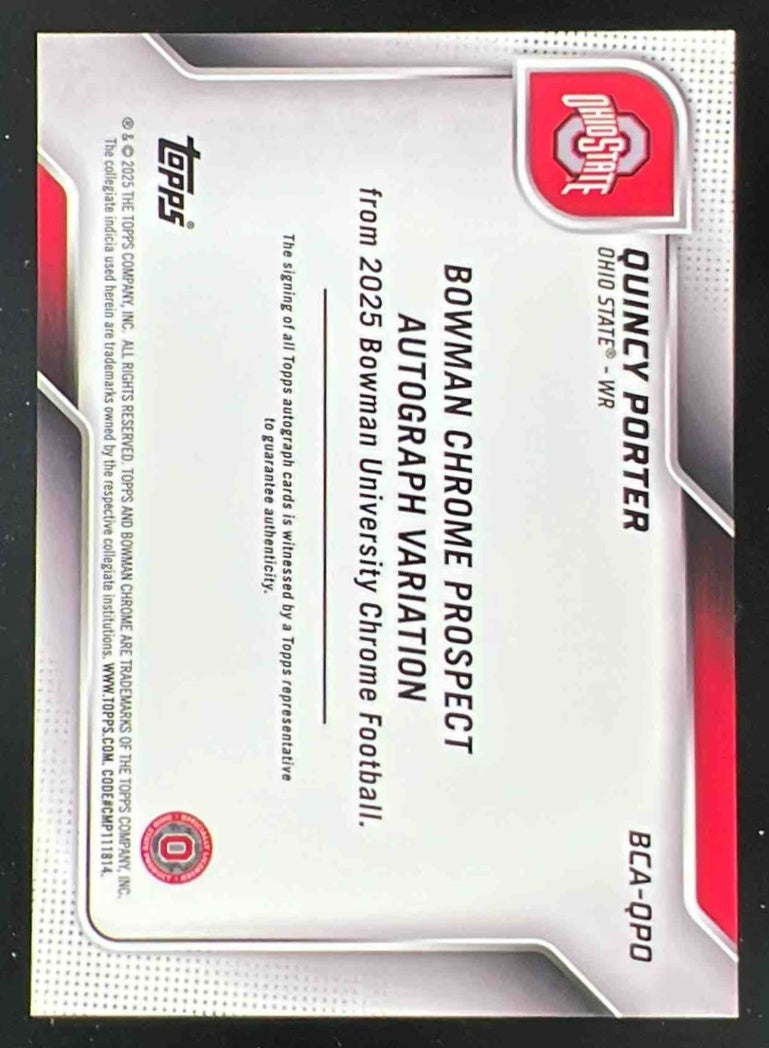 OHIO STATE
QUINCY PORTER
OHIO STATE® - WR
BCA-QPO
BOWMAN CHROME PROSPECT
AUTOGRAPH VARIATION
from 2025 Bowman University Chrome Football.
The signing of all Topps autograph cards is witnessed by a Topps representative
to guarantee authenticity.
topps®
® & © 2025 THE TOPPS COMPANY, INC. ALL RIGHTS RESERVED. TOPPS AND BOWMAN CHROME ARE TRADEMARKS OF THE TOPPS COMPANY, INC.
The collegiate indicia used herein are trademarks owned by the respective collegiate institutions. WWW.TOPPS.COM. CODE#CMP111814.